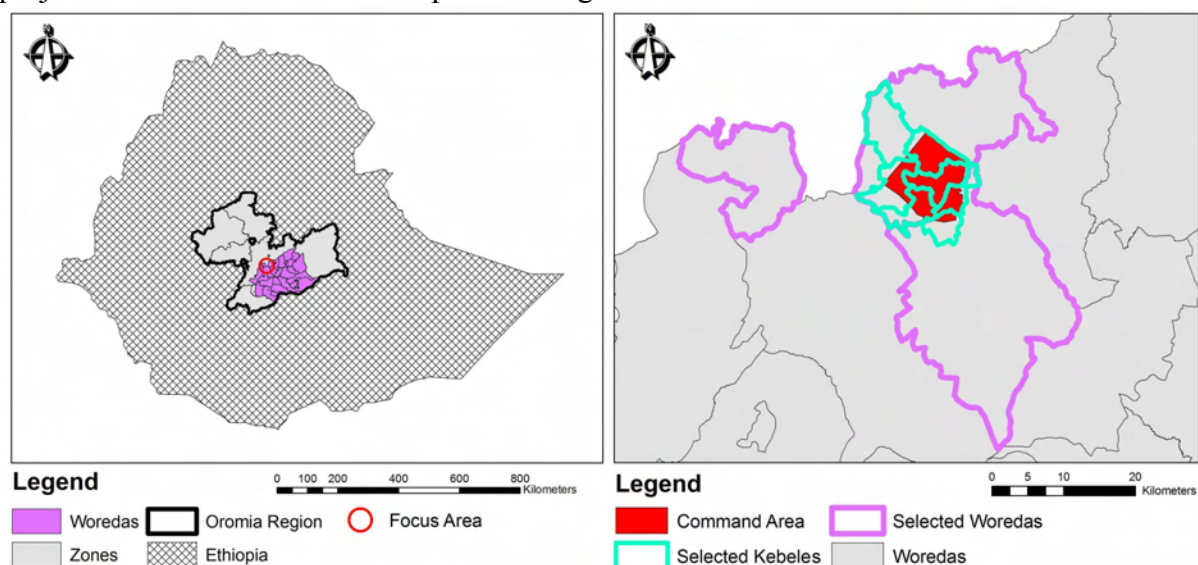 Legend
0 100 200 400 600 800
Kilometers
Woredas Oromia Region Focus Area
Zones Ethiopia
Legend
0 5 10 20
Kilometers
Command Area Selected Woredas
Selected Kebeles Woredas